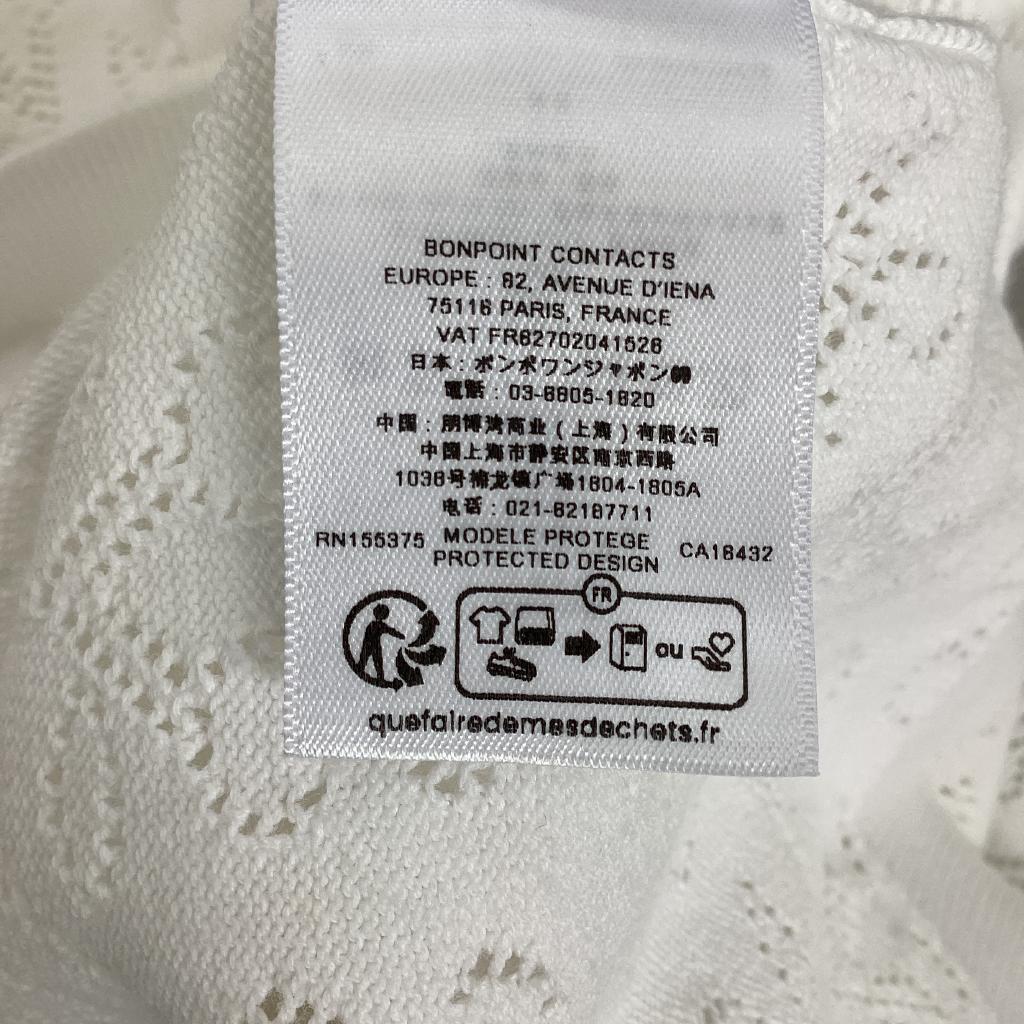 BONPOINT CONTACTS
EUROPE : 82, AVENUE D'IENA
75116 PARIS, FRANCE
VAT FR62702041526
日本 : ボンポワンジャポン㈱
電話 : 03-6805-1820
中国 : 朋博湾商业 ( 上海 ) 有限公司
中国上海市静安区南京西路
1038号梅龙镇广场1804-1805A
电话 : 021-62187711
RN155375 MODELE PROTEGE CA18432
PROTECTED DESIGN
FR
ou
quefairedemesdechets.fr